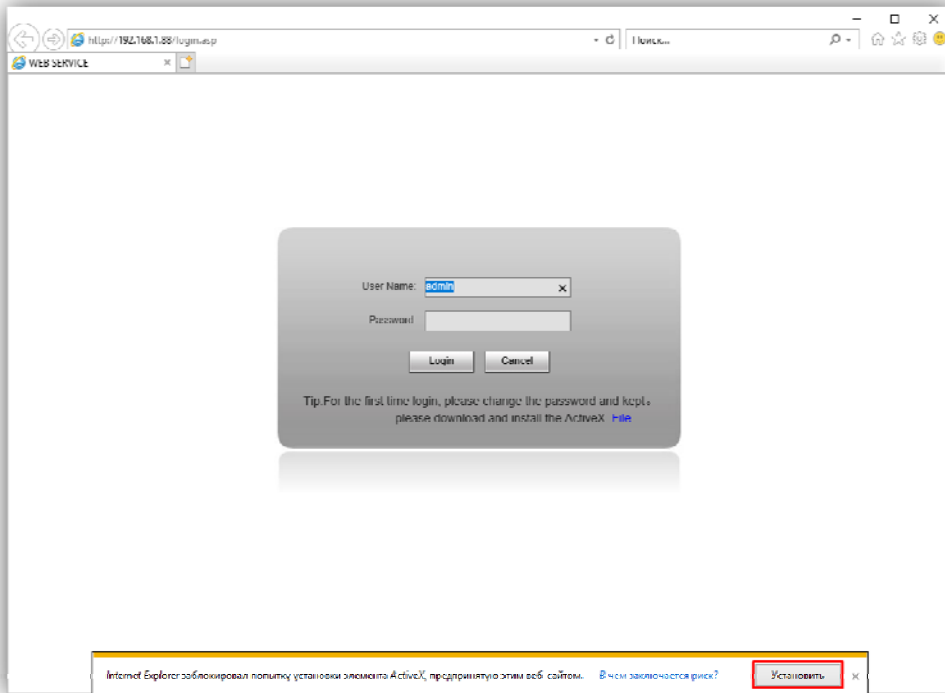 http://192.168.1.88/login.asp
Поиск...
WEB SERVICE
User Name:
admin
Password
Login
Cancel
Tip.For the first time login, please change the password and kept。
please download and install the ActiveX File
Internet Explorer заблокировал попытку установки элемента ActiveX, предпринятую этим веб-сайтом.
В чем заключается риск?
Установить